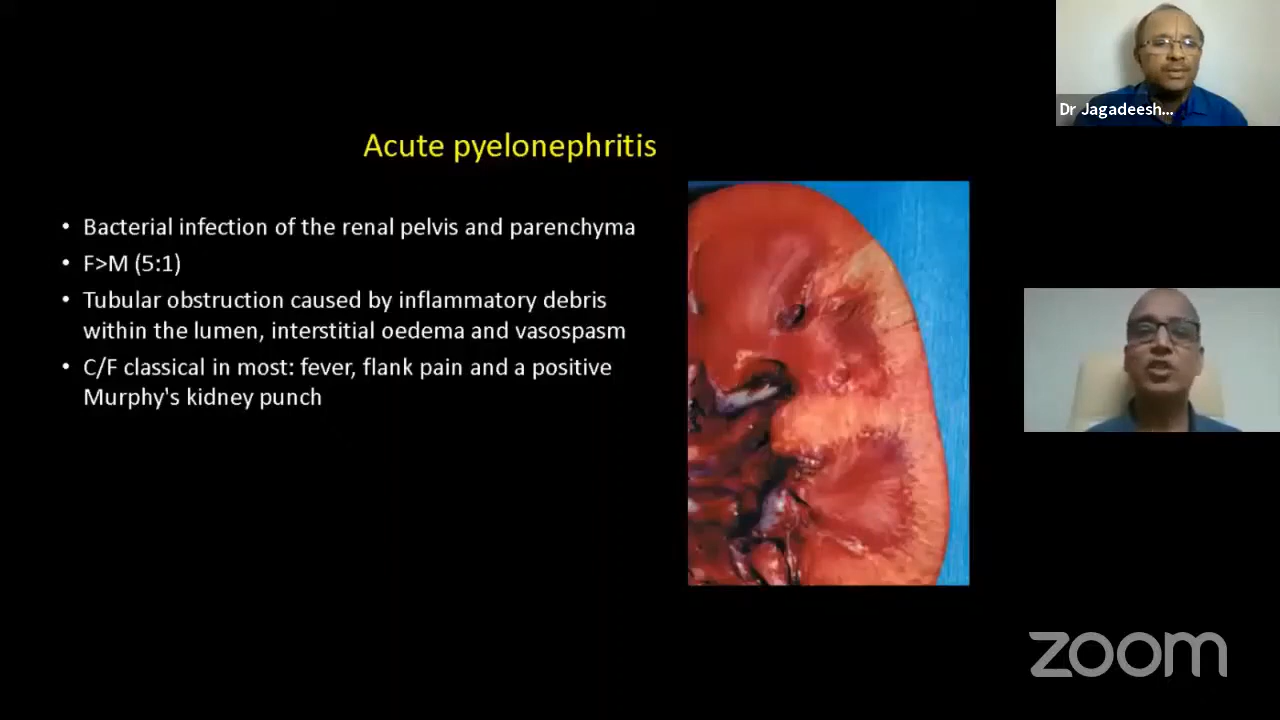 Dr Jagadeesh...
Acute pyelonephritis
• Bacterial infection of the renal pelvis and parenchyma
• F>M (5:1)
• Tubular obstruction caused by inflammatory debris
within the lumen, interstitial oedema and vasospasm
• C/F classical in most: fever, flank pain and a positive
Murphy's kidney punch
zoom